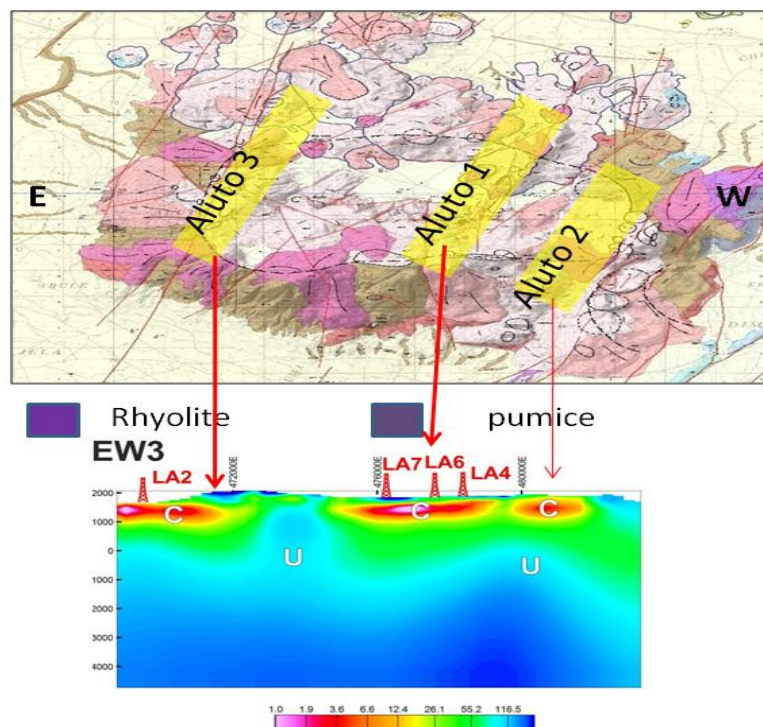 E
Aluto 3
Aluto 1
Aluto 2
W
Rhyolite
pumice
EW3
LA2
472000E
476000E
LA7
LA6
LA4
480000E
2000
1000
0
1000
2000
3000
4000
C
C
C
U
U
1.0 1.9 3.6 6.6 12.4 26.1 55.2 116.5